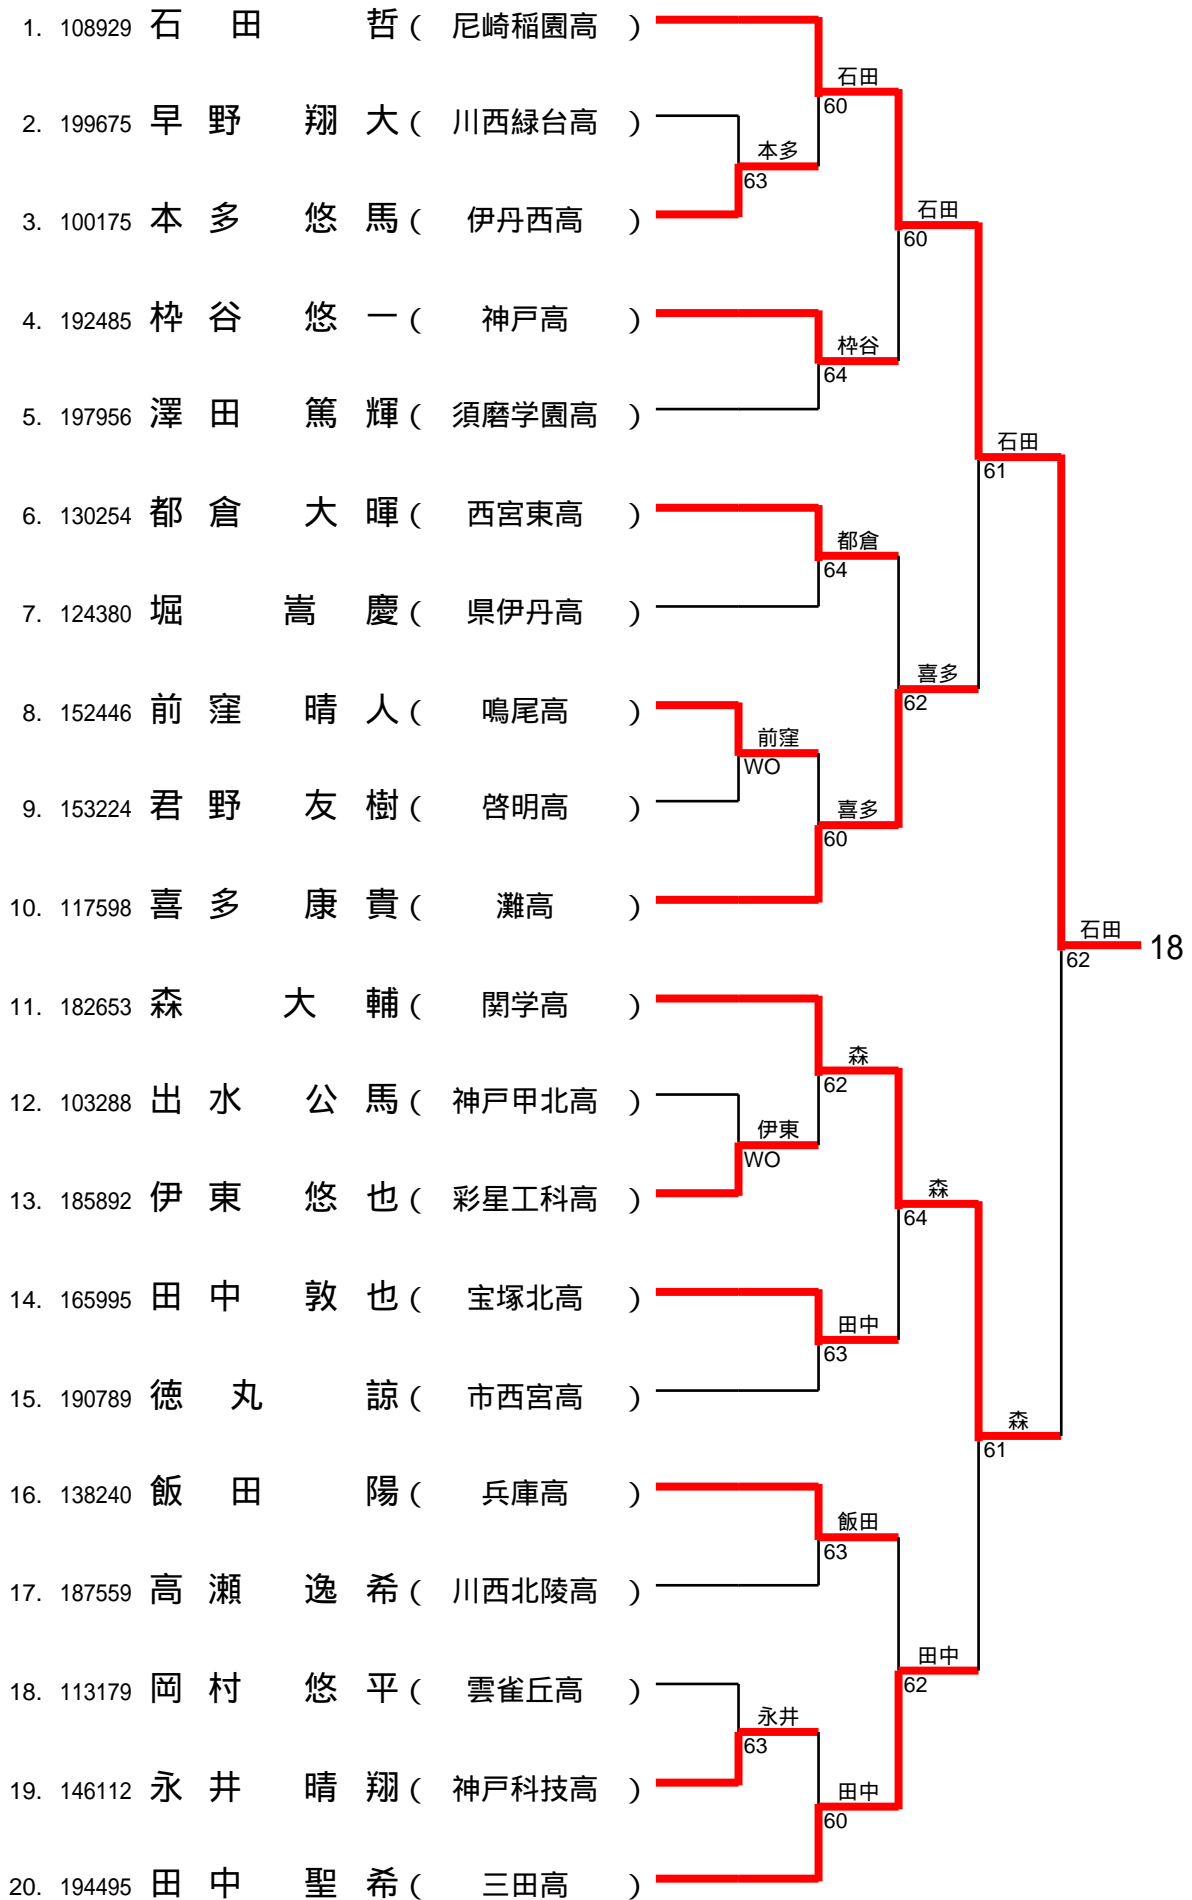 1. 108929 石田 哲 ( 尼崎稲園高 )
石田
60
2. 199675 早野 翔大 ( 川西緑台高 )
本多
63
3. 100175 本多 悠馬 ( 伊丹西高 )
石田
60
4. 192485 枠谷 悠一 ( 神戸高 )
枠谷
64
5. 197956 澤田 篤輝 ( 須磨学園高 )
石田
61
6. 130254 都倉 大暉 ( 西宮東高 )
都倉
64
7. 124380 堀 嵩慶 ( 県伊丹高 )
喜多
62
8. 152446 前窪 晴人 ( 鳴尾高 )
前窪
WO
9. 153224 君野 友樹 ( 啓明高 )
喜多
60
10. 117598 喜多 康貴 ( 灘高 )
石田
62
18
11. 182653 森 大輔 ( 関学高 )
森
62
12. 103288 出水 公馬 ( 神戸甲北高 )
伊東
WO
13. 185892 伊東 悠也 ( 彩星工科高 )
森
64
14. 165995 田中 敦也 ( 宝塚北高 )
田中
63
15. 190789 徳丸 諒 ( 市西宮高 )
森
61
16. 138240 飯田 陽 ( 兵庫高 )
飯田
63
17. 187559 高瀬 逸希 ( 川西北陵高 )
田中
62
18. 113179 岡村 悠平 ( 雲雀丘高 )
永井
63
19. 146112 永井 晴翔 ( 神戸科技高 )
田中
60
20. 194495 田中 聖希 ( 三田高 )